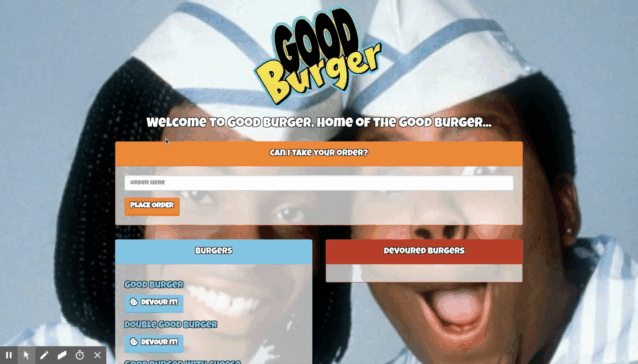 GOOD
Burger
Welcome to Good Burger, Home of the Good Burger...
Can I take your order?
Order Here
Place Order
Burgers
Devoured Burgers
Good Burger
Devour it!
Double Good Burger
Devour it!
Good Burger with Cheese